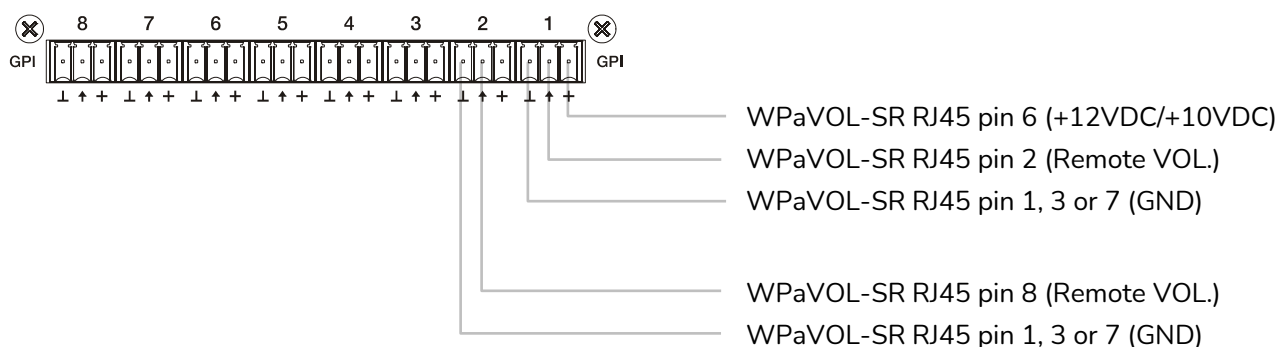 8 7 6 5 4 3 2 1
GPI GPI
⊥ ↑ + ⊥ ↑ + ⊥ ↑ + ⊥ ↑ + ⊥ ↑ + ⊥ ↑ + ⊥ ↑ + ⊥ ↑ +
WPaVOL-SR RJ45 pin 6 (+12VDC/+10VDC)
WPaVOL-SR RJ45 pin 2 (Remote VOL.)
WPaVOL-SR RJ45 pin 1, 3 or 7 (GND)
WPaVOL-SR RJ45 pin 8 (Remote VOL.)
WPaVOL-SR RJ45 pin 1, 3 or 7 (GND)